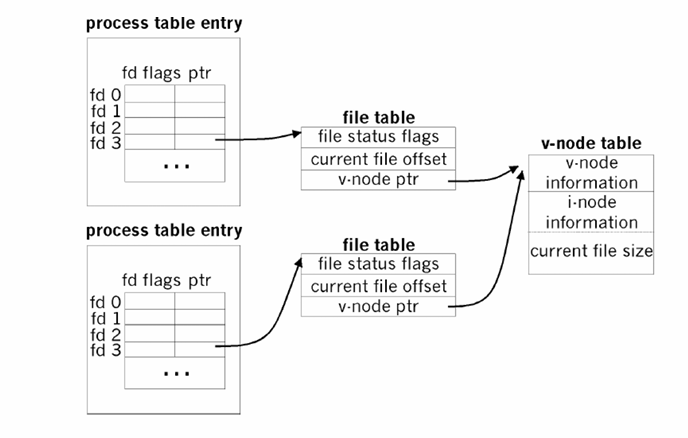 process table entry
fd flags ptr
fd 0
fd 1
fd 2
fd 3
...
file table
file status flags
current file offset
v-node ptr
v-node table
v-node
information
i-node
information
current file size
process table entry
fd flags ptr
fd 0
fd 1
fd 2
fd 3
...
file table
file status flags
current file offset
v-node ptr